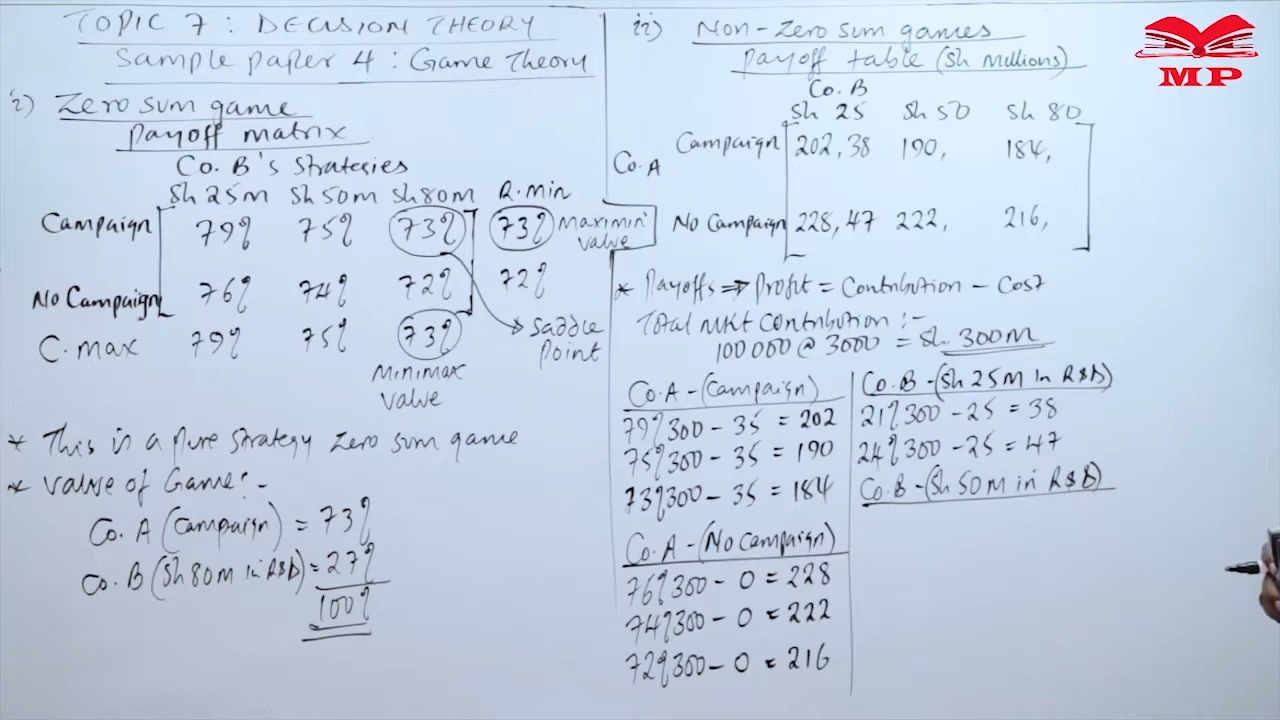 TOPIC 7 : DECISION THEORY
Sample paper 4 : Game Theory
i) Zero sum game
payoff matrix
Co. B's Strategies
Sh 25m Sh 50m Sh 80m R. min
Campaign 79% 75% 73% 73% Maximin value
No Campaign 76% 74% 72% 72%
C. max 79% 75% 73%
Saddle point
Minimax value
* This is a pure strategy zero sum game
* Value of Game: -
Co. A (Campaign) = 73%
Co. B (Sh 80m in R&D) = 27%
100%
ii) Non-Zero sum games
Payoff table (Sh Millions)
Co. B
Sh 25 Sh 50 Sh 80
Co. A
Campaign 202, 38 190, 184,
No Campaign 228, 47 222, 216,
* Payoffs ⇒ Profit = Contribution - Cost
Total MKT Contribution :-
100 000 @ 3000 = Sh. 300M
Co. A - (Campaign)
79% 300 - 35 = 202
75% 300 - 35 = 190
73% 300 - 35 = 184
Co. A - (No Campaign)
76% 300 - 0 = 228
74% 300 - 0 = 222
72% 300 - 0 = 216
Co. B - (Sh 25M in R&D)
21% 300 - 25 = 38
24% 300 - 25 = 47
Co. B - (Sh 50M in R&D)
MP